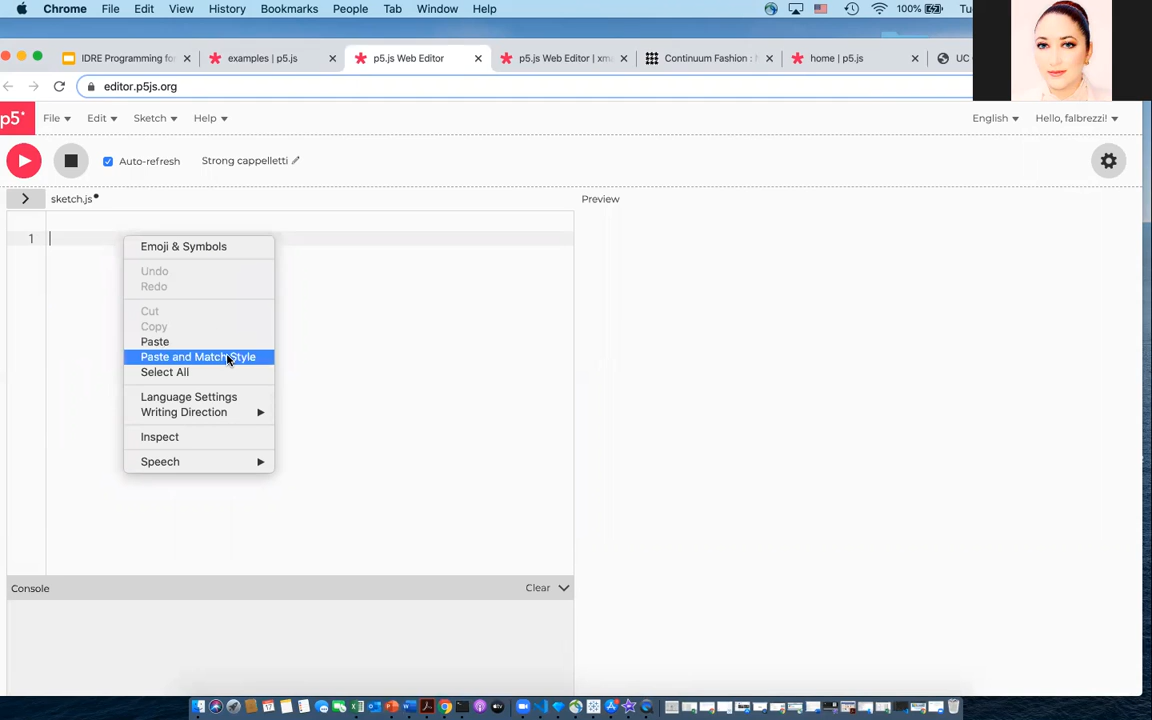 Chrome File Edit View History Bookmarks People Tab Window Help 100%
IDRE Programming for examples | p5.js p5.js Web Editor p5.js Web Editor | xm Continuum Fashion : home | p5.js UC
editor.p5js.org
p5* File Edit Sketch Help English Hello, falbrezzi!
Auto-refresh Strong cappelletti
sketch.js Preview
1
Emoji & Symbols
Undo
Redo
Cut
Copy
Paste
Paste and Match Style
Select All
Language Settings
Writing Direction
Inspect
Speech
Console Clear